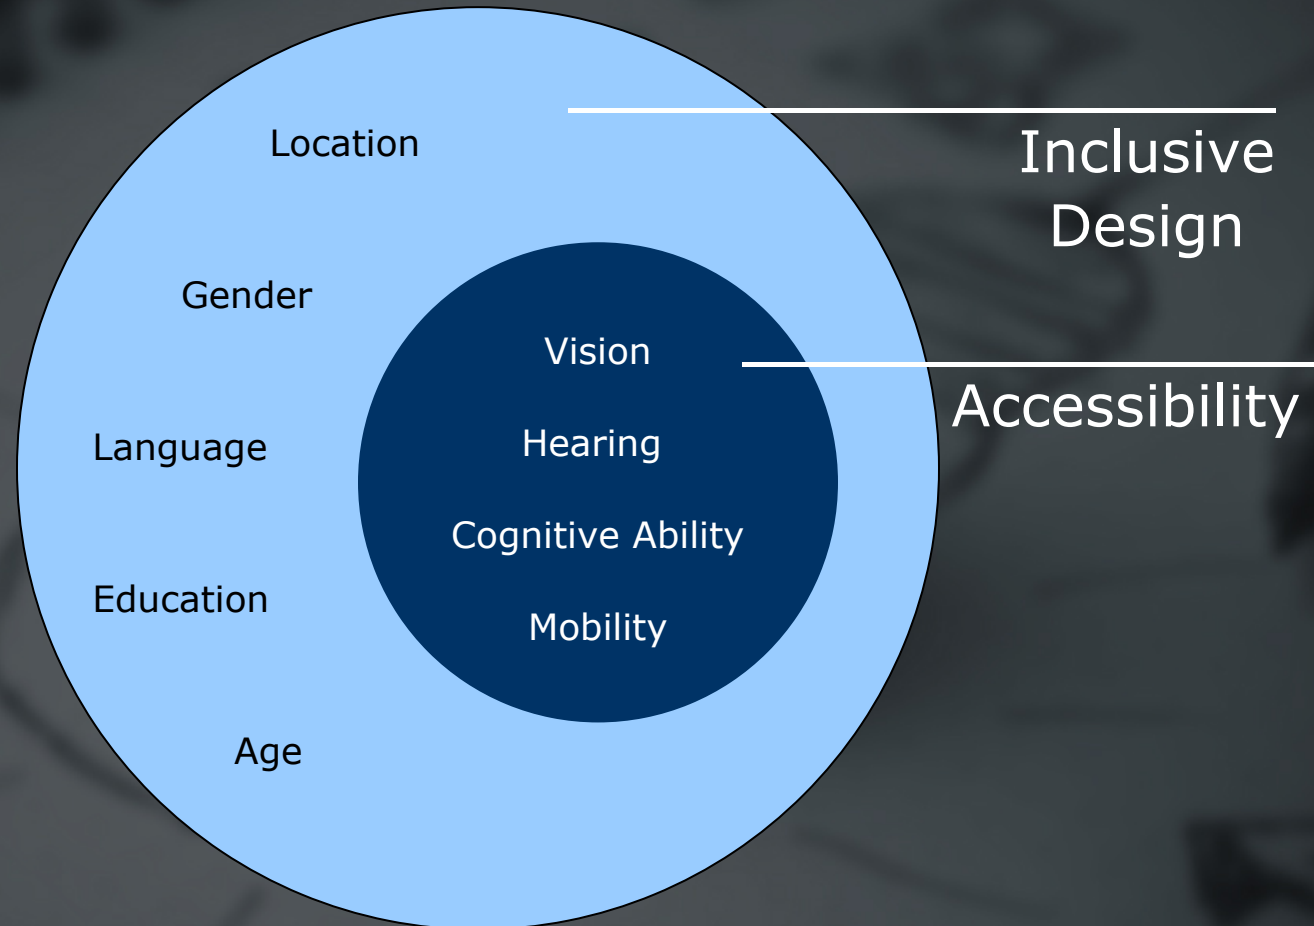 Location
Gender
Language
Education
Age
Vision
Hearing
Cognitive Ability
Mobility
Inclusive
Design
Accessibility